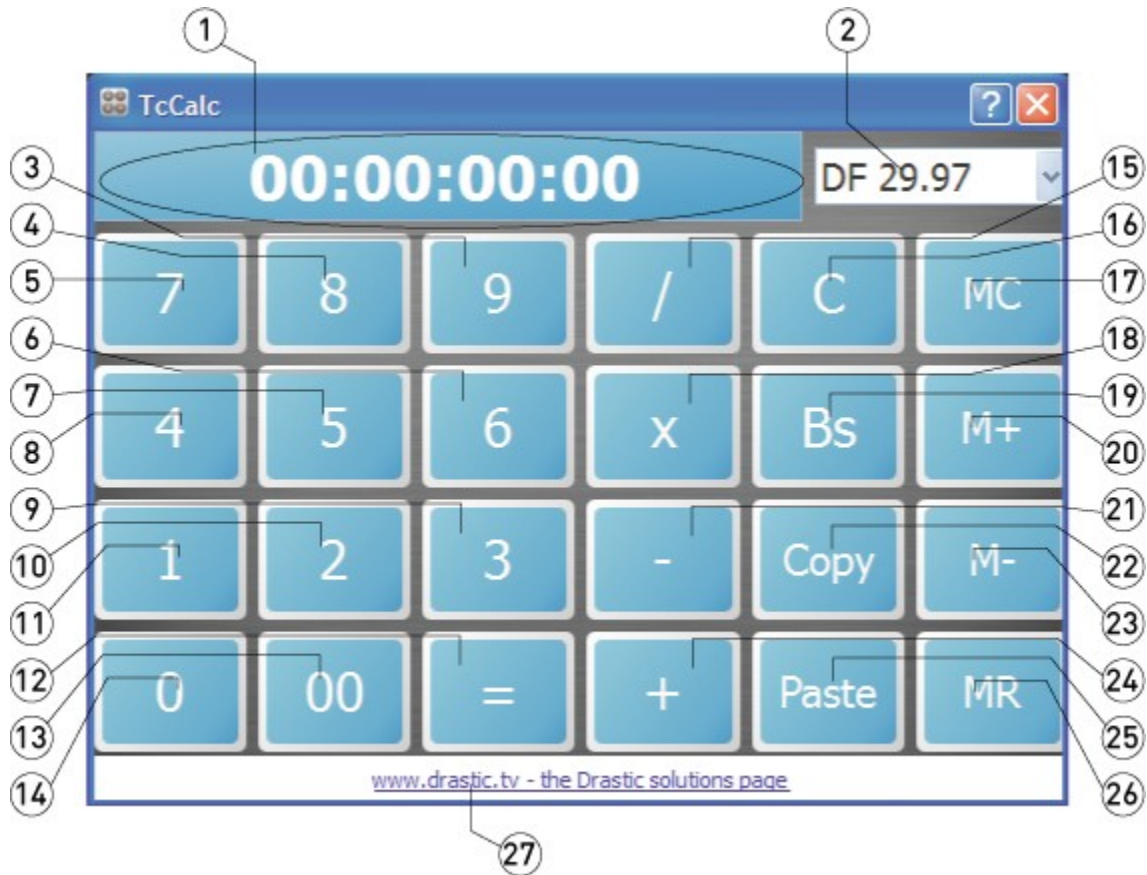 1 2
TcCalc ?
3 00:00:00:00 DF 29.97 15
4 16
5 7 8 9 / C MC 17
6 18
7 19
8 4 5 6 x Bs M+ 20
9 21
10 1 2 3 - Copy M- 22
11 23
12 24
13 0 00 = + Paste MR 25
14 www.drastic.tv - the Drastic solutions page 26
27